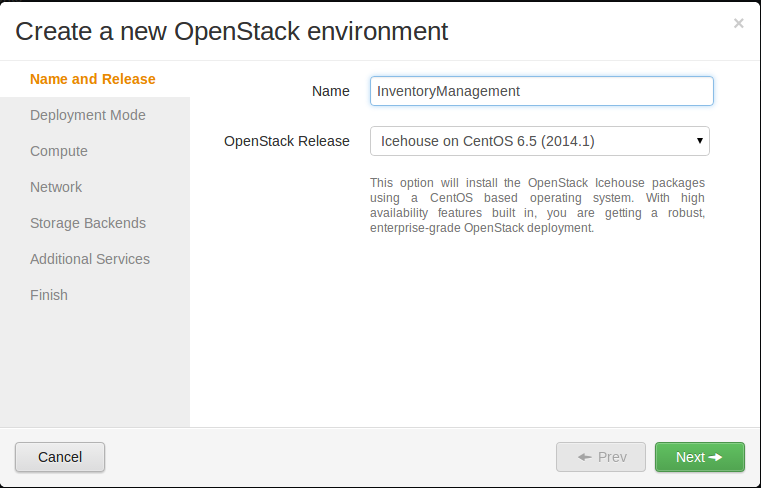 Create a new OpenStack environment
×
Name and Release
Deployment Mode
Compute
Network
Storage Backends
Additional Services
Finish
Name
InventoryManagement
OpenStack Release
Icehouse on CentOS 6.5 (2014.1)
This option will install the OpenStack Icehouse packages
using a CentOS based operating system. With high
availability features built in, you are getting a robust,
enterprise-grade OpenStack deployment.
Cancel
Prev
Next